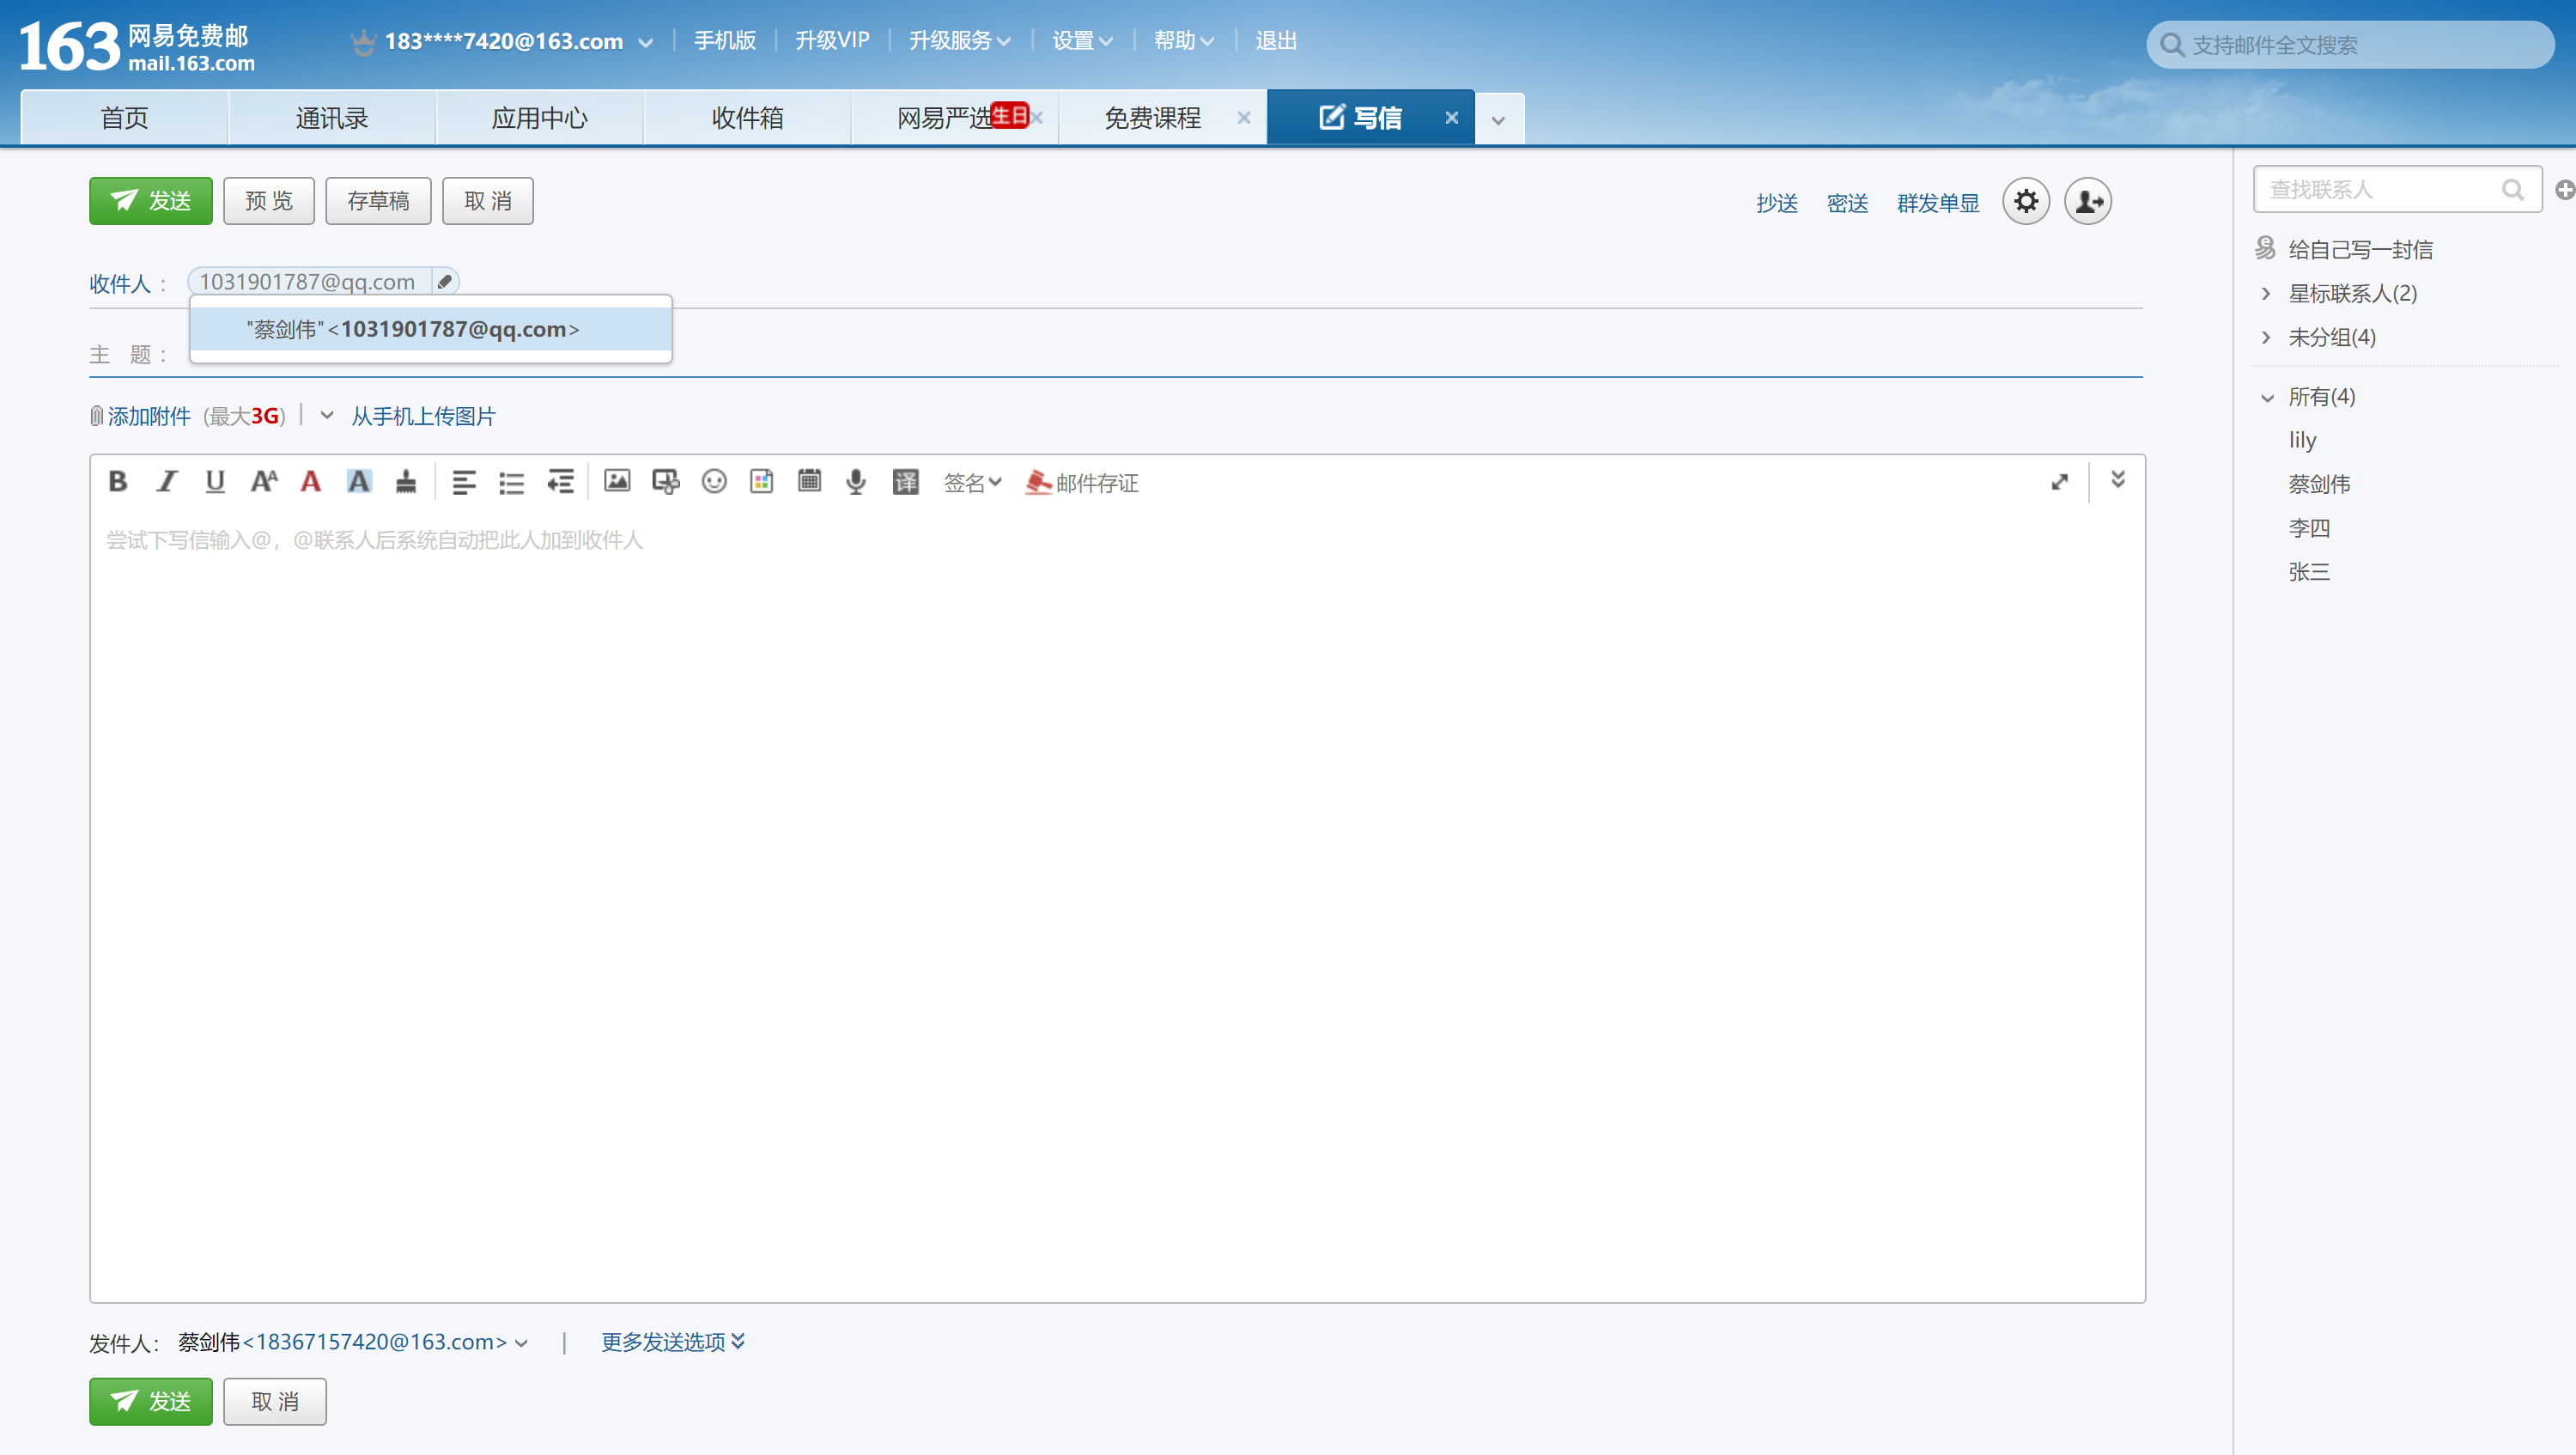 163 网易免费邮
mail.163.com
183****7420@163.com
手机版
升级VIP
升级服务
设置
帮助
退出
支持邮件全文搜索
首页
通讯录
应用中心
收件箱
网易严选 生日
免费课程
写信
发送
预 览
存草稿
取 消
抄送
密送
群发单显
收件人：
1031901787@qq.com
"蔡剑伟"<1031901787@qq.com>
主 题：
添加附件 (最大3G)
从手机上传图片
B I U AA A A
译
签名
邮件存证
尝试下写信输入@，@联系人后系统自动把此人加到收件人
发件人： 蔡剑伟<18367157420@163.com>
更多发送选项
发送
取 消
查找联系人
给自己写一封信
星标联系人(2)
未分组(4)
所有(4)
lily
蔡剑伟
李四
张三